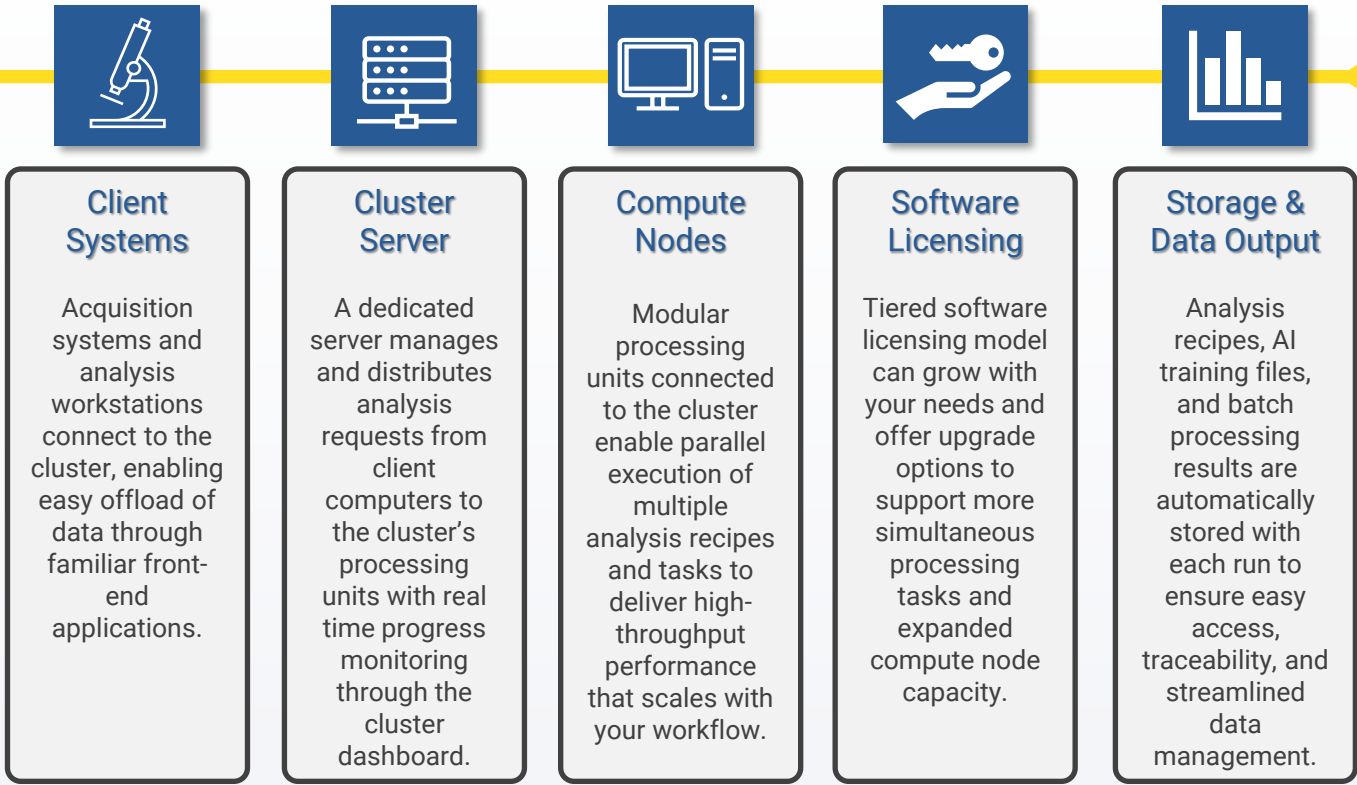 Client
Systems
Acquisition
systems and
analysis
workstations
connect to the
cluster, enabling
easy offload of
data through
familiar front-
end
applications.
Cluster
Server
A dedicated
server manages
and distributes
analysis
requests from
client
computers to
the cluster’s
processing
units with real
time progress
monitoring
through the
cluster
dashboard.
Compute
Nodes
Modular
processing
units connected
to the cluster
enable parallel
execution of
multiple
analysis recipes
and tasks to
deliver high-
throughput
performance
that scales with
your workflow.
Software
Licensing
Tiered software
licensing model
can grow with
your needs and
offer upgrade
options to
support more
simultaneous
processing
tasks and
expanded
compute node
capacity.
Storage &
Data Output
Analysis
recipes, AI
training files,
and batch
processing
results are
automatically
stored with
each run to
ensure easy
access,
traceability, and
streamlined
data
management.